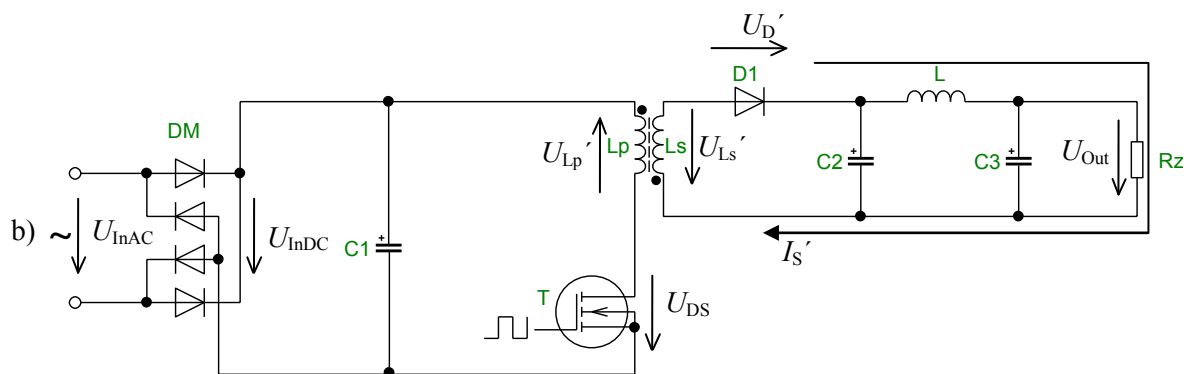 U_D´
D1
L
DM
U_Lp´
Lp
Ls
U_Ls´
C2
C3
U_Out
Rz
b) ~
U_InAC
U_InDC
C1
I_S´
T
U_DS